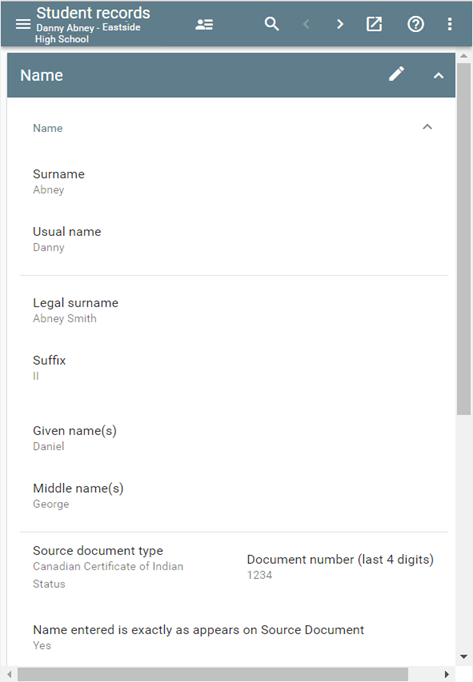 Student records
Danny Abney - Eastside
High School
Name
Name
Surname
Abney
Usual name
Danny
Legal surname
Abney Smith
Suffix
II
Given name(s)
Daniel
Middle name(s)
George
Source document type
Canadian Certificate of Indian
Status
Document number (last 4 digits)
1234
Name entered is exactly as appears on Source Document
Yes